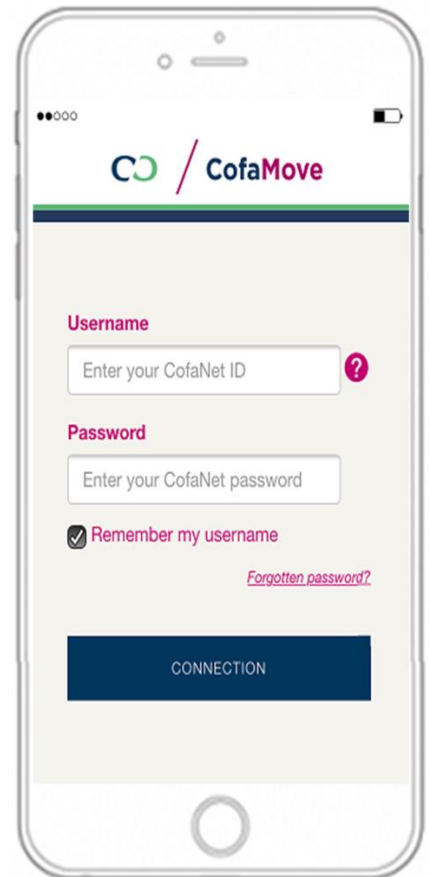 CofaMove
Username
Enter your CofaNet ID
?
Password
Enter your CofaNet password
Remember my username
Forgotten password?
CONNECTION